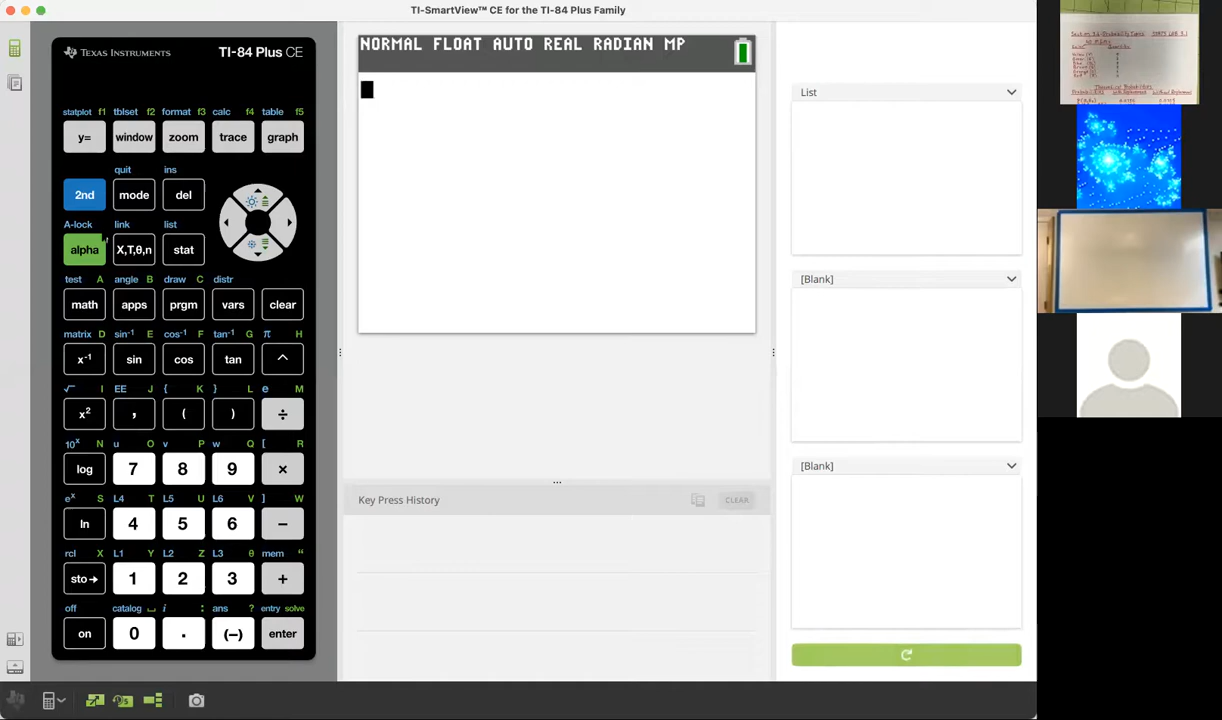 TI-SmartView™ CE for the TI-84 Plus Family
TEXAS INSTRUMENTS TI-84 Plus CE
statplot f1 tblset f2 format f3 calc f4 table f5
y= window zoom trace graph
quit ins
2nd mode del
A-lock link list
alpha X,T,θ,n stat
test A angle B draw C distr
math apps prgm vars clear
matrix D sin⁻¹ E cos⁻¹ F tan⁻¹ G π H
x⁻¹ sin cos tan ^
√ I EE J { K } L e M
x² , ( ) ÷
10ˣ N u O v P w Q [ R
log 7 8 9 ×
eˣ S L4 T L5 U L6 V ] W
ln 4 5 6 −
rcl X L1 Y L2 Z L3 θ mem “
sto→ 1 2 3 +
off catalog ⎵ i : ans ? entry solve
on 0 . (−) enter
NORMAL FLOAT AUTO REAL RADIAN MP
Key Press History CLEAR
List
[Blank]
[Blank]